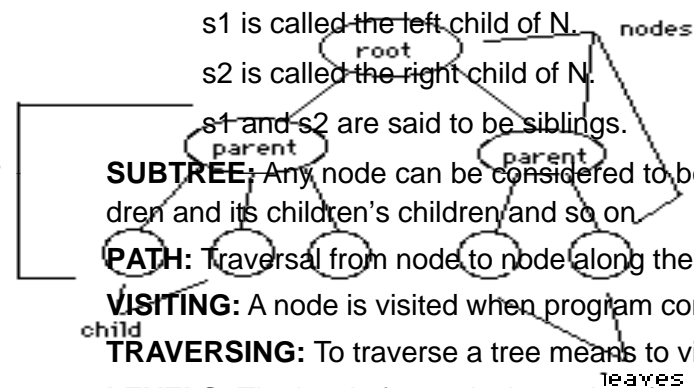 s1 is called the left child of N.
nodes
root
s2 is called the right child of N.
s1 and s2 are said to be siblings.
parent
parent
SUBTREE: Any node can be considered to be
dren and its children's children and so on.
PATH: Traversal from node to node along the
VISITING: A node is visited when program con
child
TRAVERSING: To traverse a tree means to vi
leaves